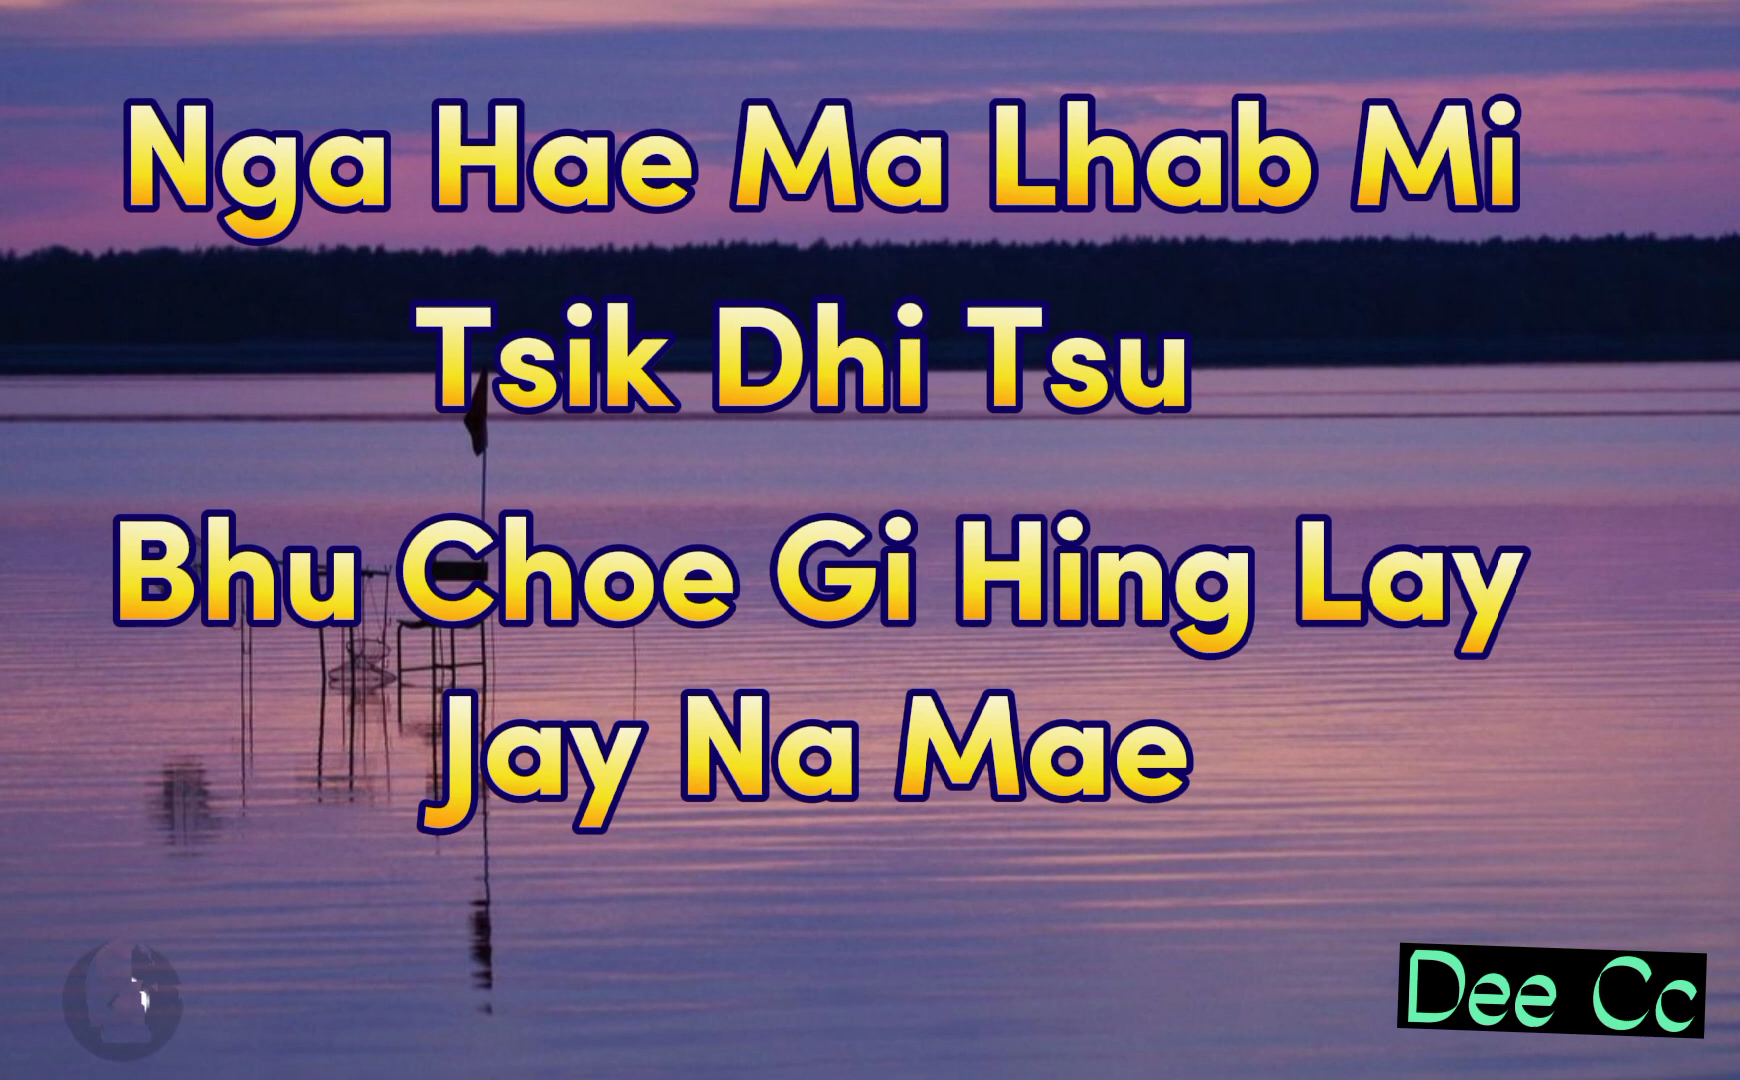 Nga Hae Ma Lhab Mi
Tsik Dhi Tsu
Bhu Choe Gi Hing Lay
Jay Na Mae
Dee Cc